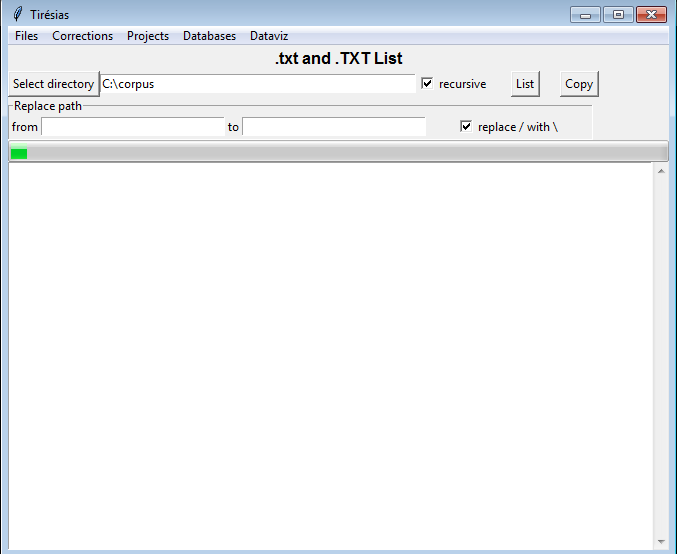 Tirésias
Files Corrections Projects Databases Dataviz
.txt and .TXT List
Select directory C:\corpus recursive List Copy
Replace path
from to replace / with \